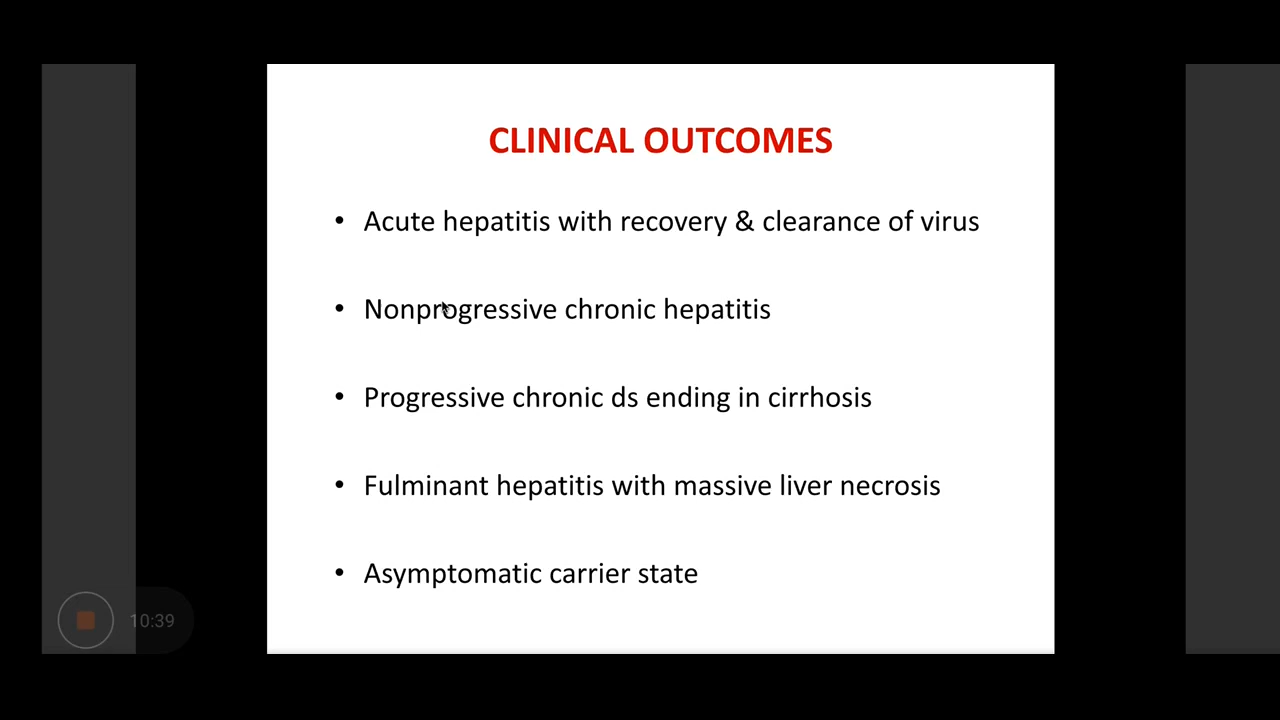 CLINICAL OUTCOMES
• Acute hepatitis with recovery & clearance of virus
• Nonprogressive chronic hepatitis
• Progressive chronic ds ending in cirrhosis
• Fulminant hepatitis with massive liver necrosis
• Asymptomatic carrier state
10:39